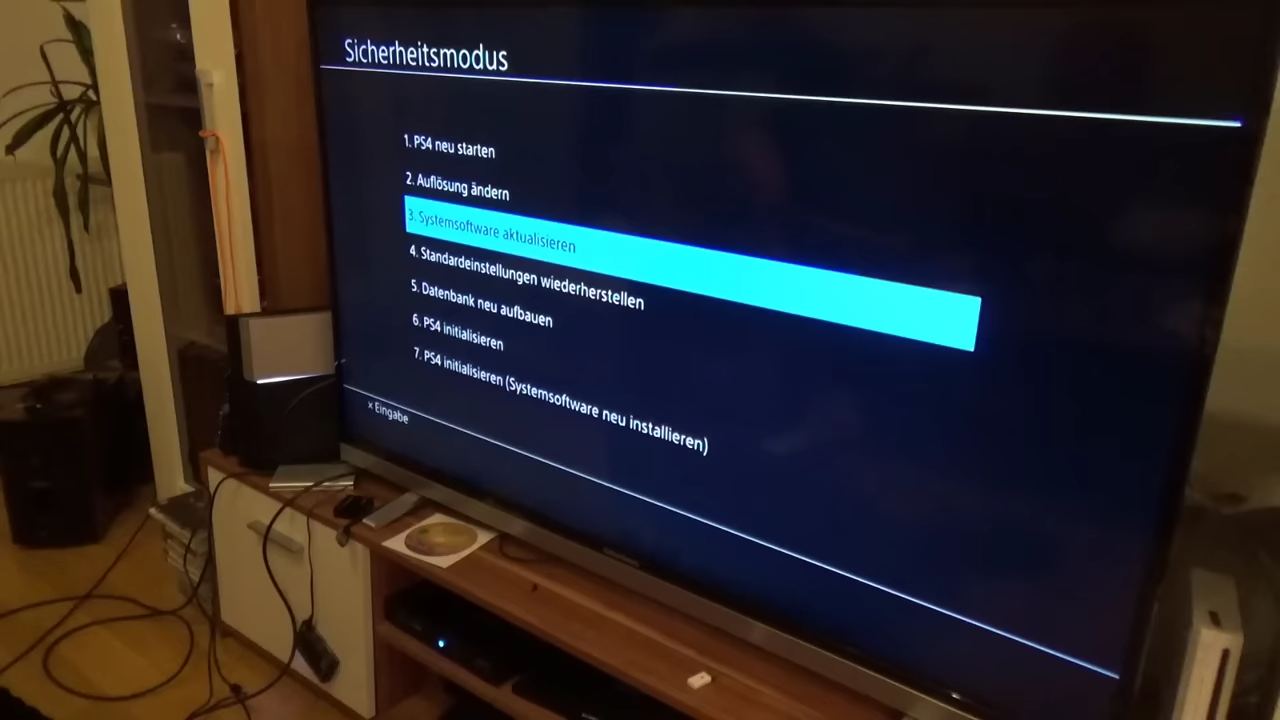 Sicherheitsmodus
1. PS4 neu starten
2. Auflösung ändern
3. Systemsoftware aktualisieren
4. Standardeinstellungen wiederherstellen
5. Datenbank neu aufbauen
6. PS4 initialisieren
7. PS4 initialisieren (Systemsoftware neu installieren)
× Eingabe